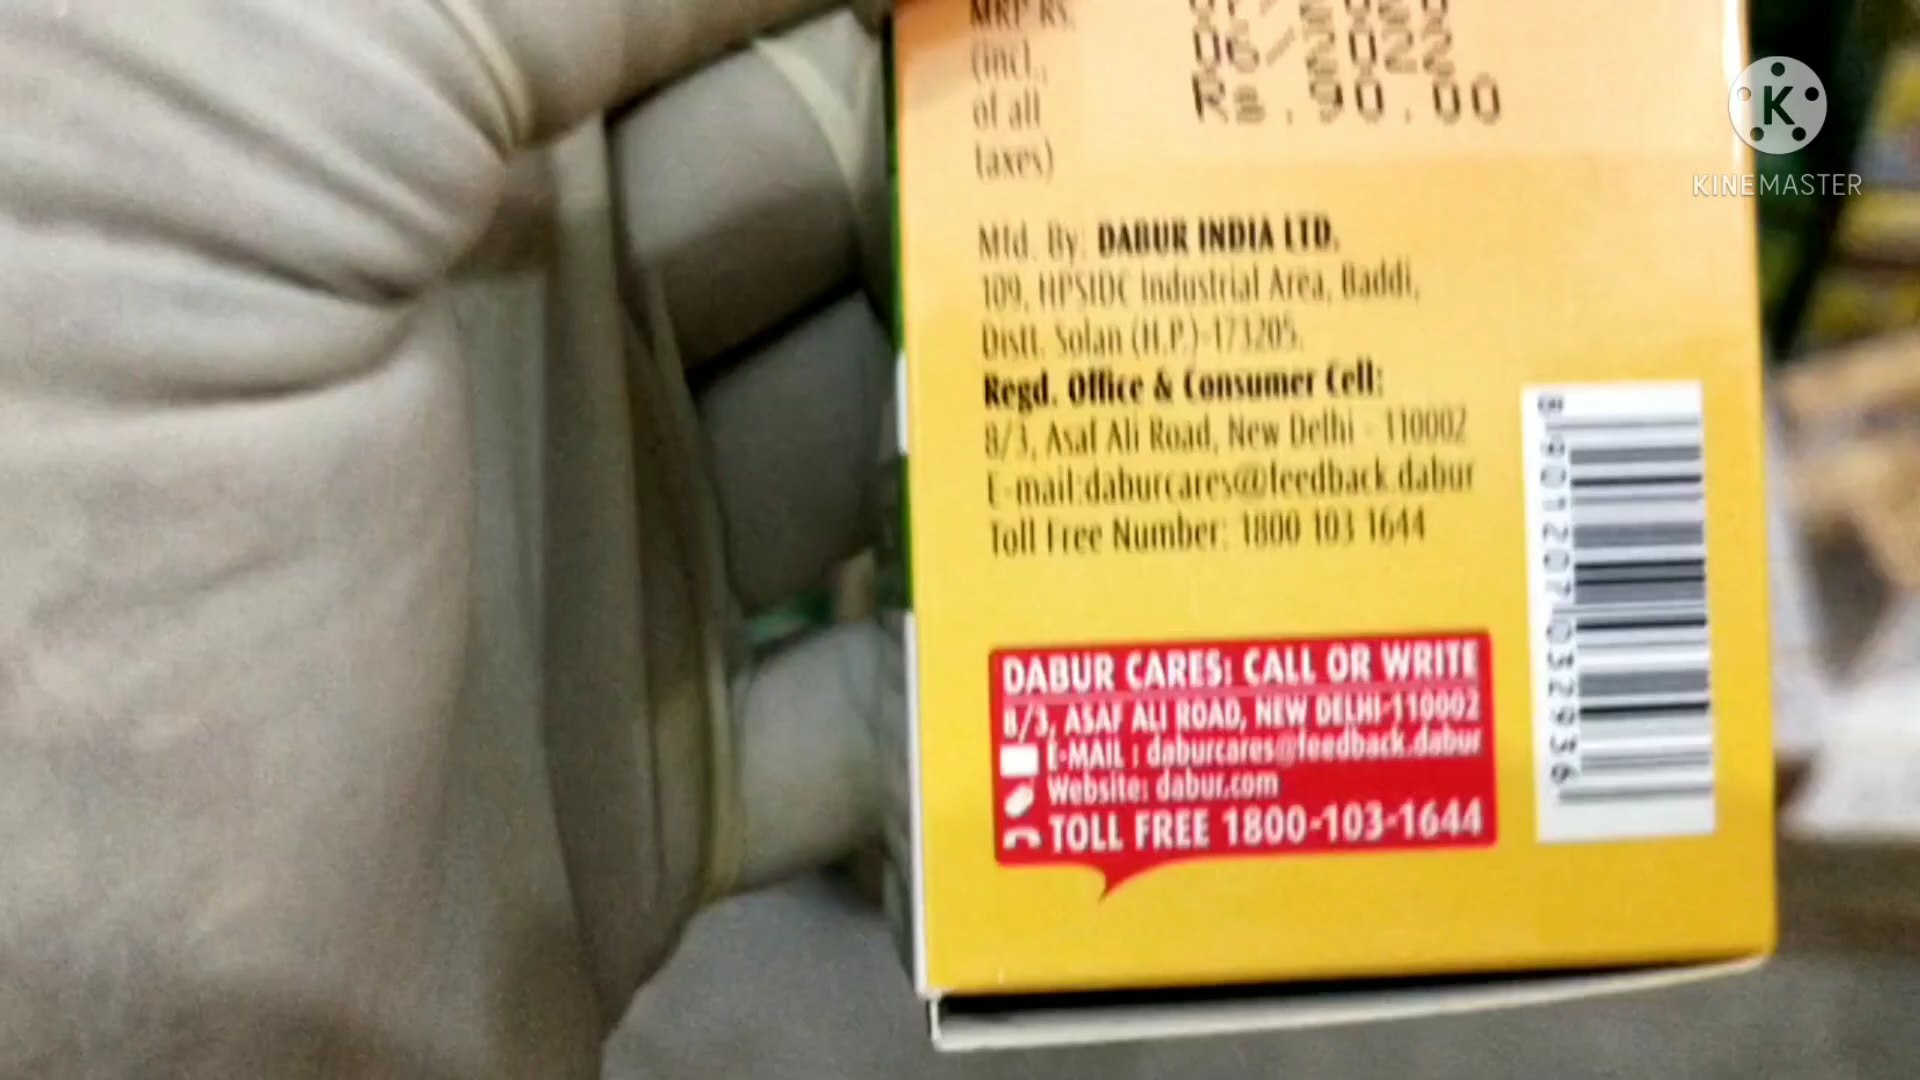 MRP Rs.
(incl.,
of all
taxes)
06/2022
Rs.90.00
Mfd. By: DABUR INDIA LTD.
109, HPSIDC Industrial Area, Baddi,
Distt. Solan (H.P.)-173205.
Regd. Office & Consumer Cell:
8/3, Asaf Ali Road, New Delhi - 110002
E-mail:daburcares@feedback.dabur
Toll Free Number: 1800 103 1644
DABUR CARES: CALL OR WRITE
8/3, ASAF ALI ROAD, NEW DELHI-110002
E-MAIL : daburcares@feedback.dabur
Website: dabur.com
TOLL FREE 1800-103-1644
8 901207 032936
K
KINEMASTER